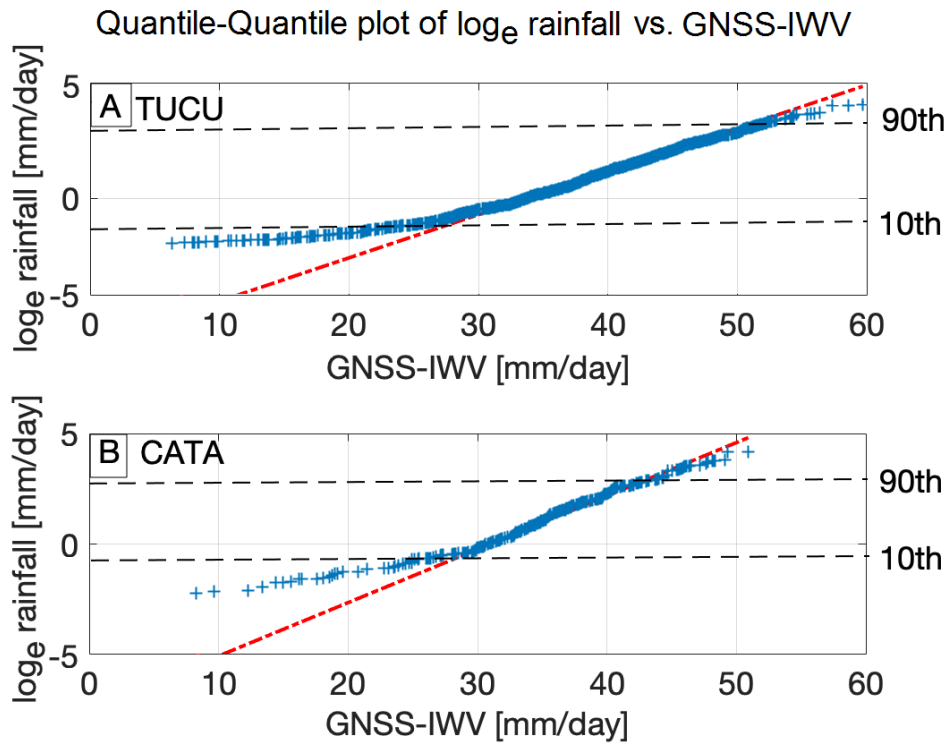 Quantile-Quantile plot of logₑ rainfall vs. GNSS-IWV
A TUCU
logₑ rainfall [mm/day]
5
0
-5
90th
10th
0 10 20 30 40 50 60
GNSS-IWV [mm/day]
B CATA
logₑ rainfall [mm/day]
5
0
-5
90th
10th
0 10 20 30 40 50 60
GNSS-IWV [mm/day]